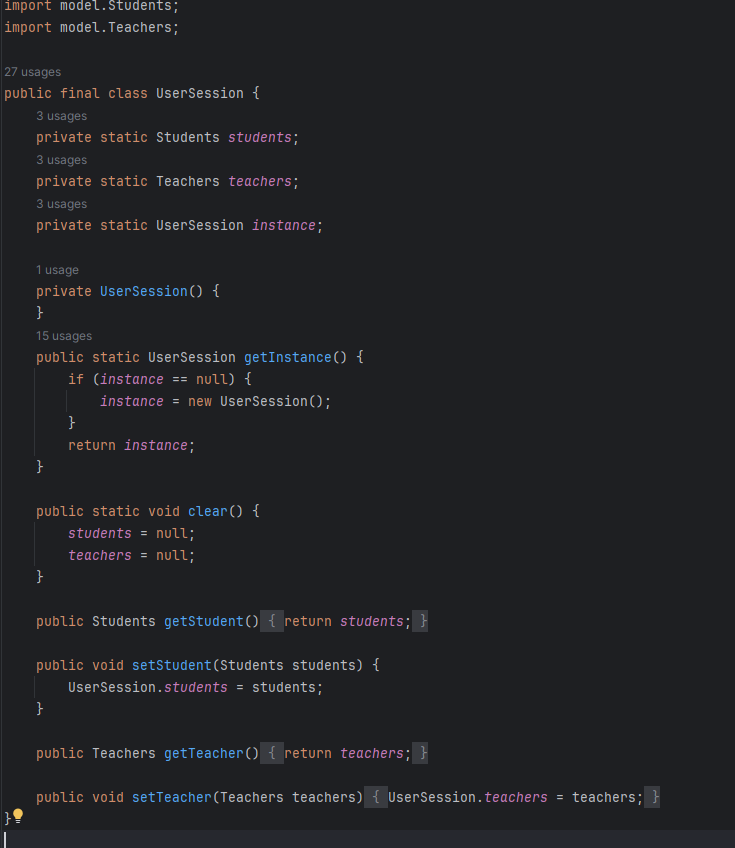 import model.Students;
import model.Teachers;
27 usages
public final class UserSession {
3 usages
private static Students students;
3 usages
private static Teachers teachers;
3 usages
private static UserSession instance;
1 usage
private UserSession() {
}
15 usages
public static UserSession getInstance() {
if (instance == null) {
instance = new UserSession();
}
return instance;
}
public static void clear() {
students = null;
teachers = null;
}
public Students getStudent() { return students; }
public void setStudent(Students students) {
UserSession.students = students;
}
public Teachers getTeacher() { return teachers; }
public void setTeacher(Teachers teachers) { UserSession.teachers = teachers; }
}